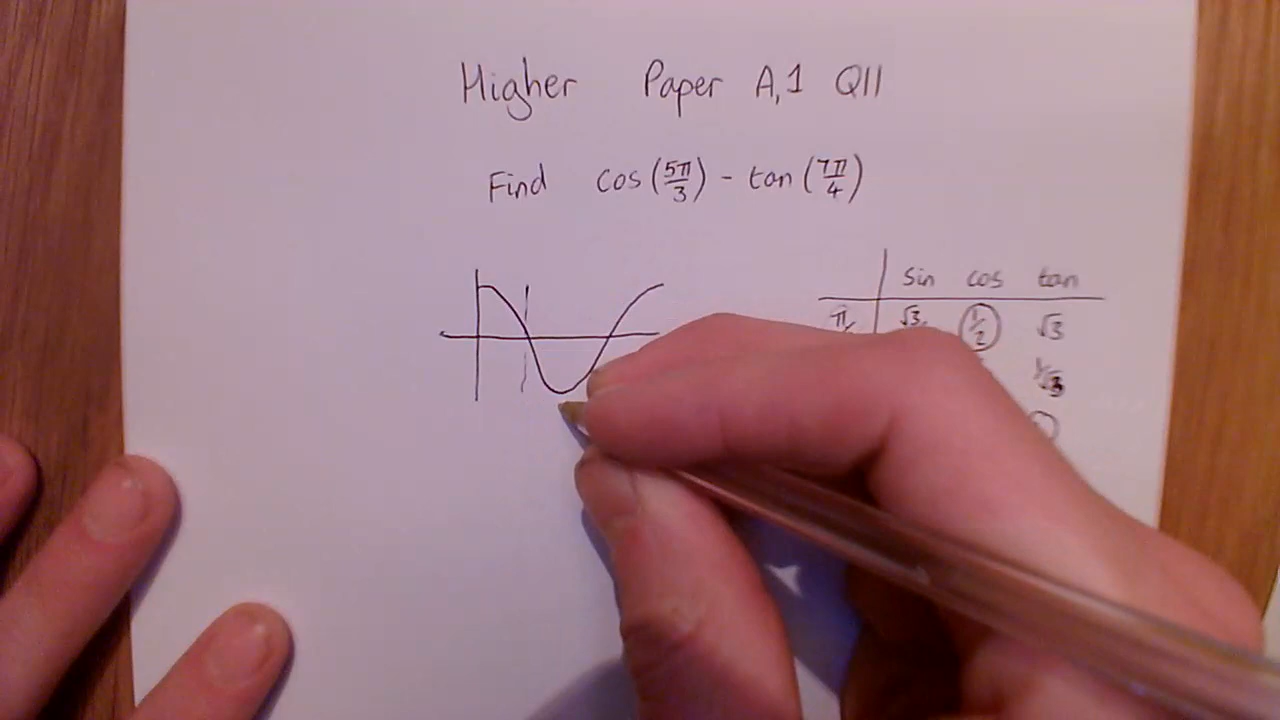 Higher Paper A,1 Q11
Find cos(5π/3) - tan(7π/4)
sin cos tan
π √3 1/2 √3
1/√3